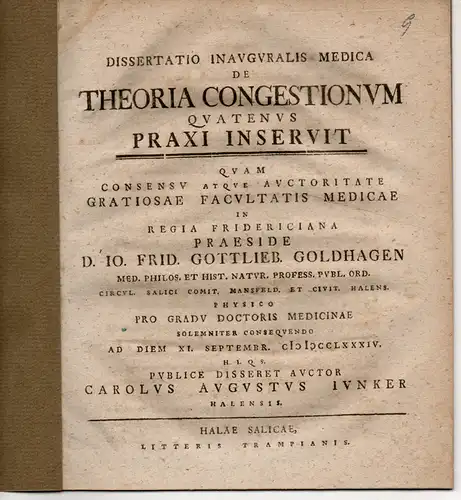 DISSERTATIO INAVGVRALIS MEDICA
DE
THEORIA CONGESTIONVM
QVATENVS
PRAXI INSERVIT
QVAM
CONSENSV ATQVE AVCTORITATE
GRATIOSAE FACVLTATIS MEDICAE
IN
REGIA FRIDERICIANA
PRAESIDE
D. IO. FRID. GOTTLIEB. GOLDHAGEN
MED. PHILOS. ET HIST. NATVR. PROFESS. PVBL. ORD.
CIRCVL. SALICI COMIT. MANSFELD. ET CIVIT. HALENS.
PHYSICO
PRO GRADV DOCTORIS MEDICINAE
SOLEMNITER CONSEQVENDO
AD DIEM XI. SEPTEMBR. cIↃIↃCCLXXXIV.
H. L. Q. S.
PVBLICE DISSERET AVCTOR
CAROLVS AVGVSTVS IVNKER
HALENSIS.
HALAE SALICAE,
LITTERIS TRAMPIANIS.